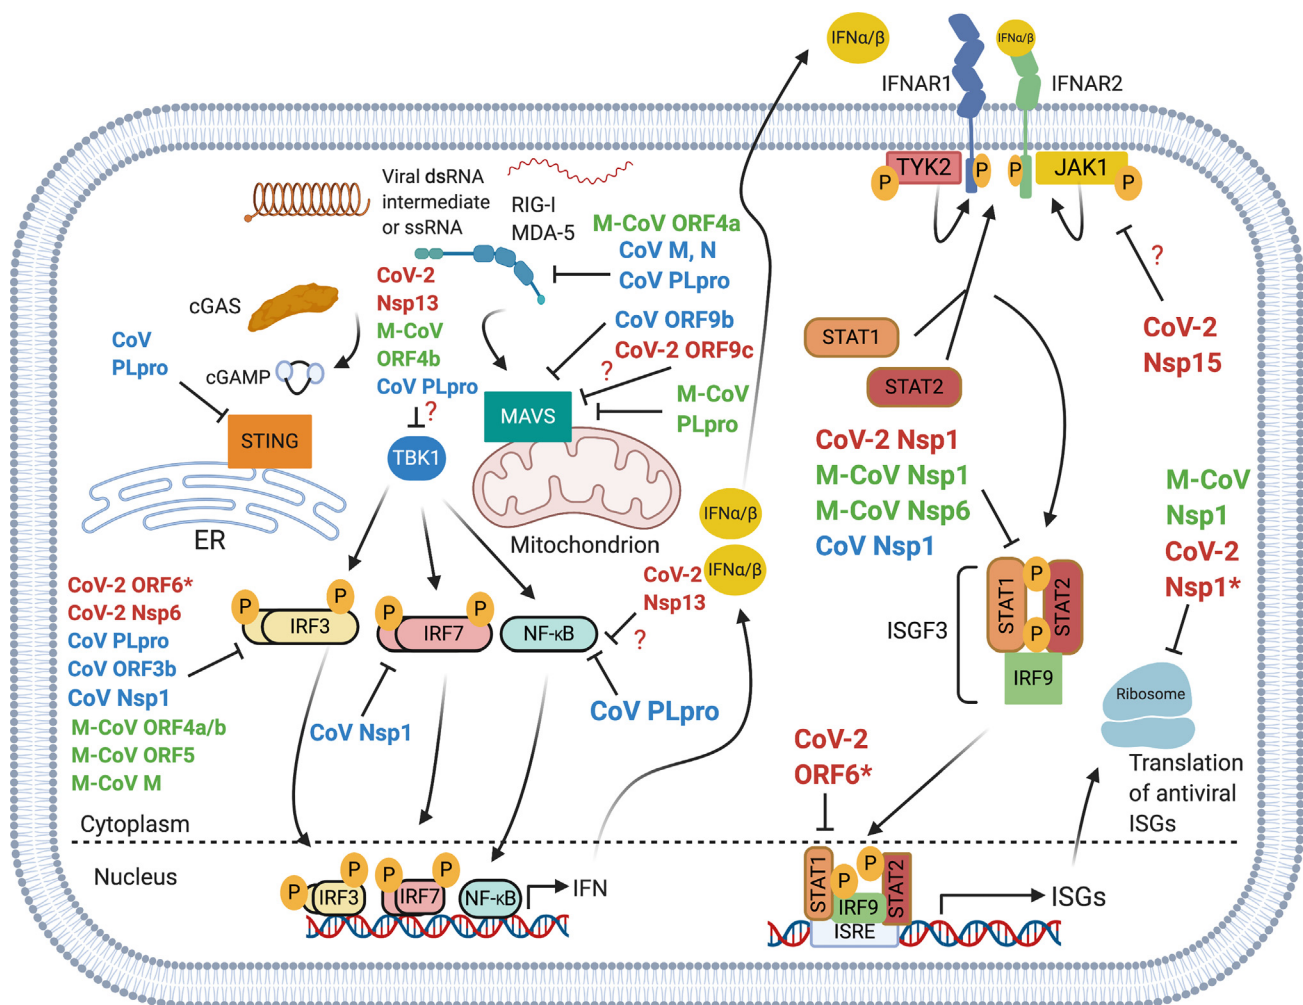 IFNα/β
IFNα/β
IFNAR1
IFNAR2
TYK2
P
P
P
JAK1
P
Viral dsRNA
intermediate
or ssRNA
RIG-I
MDA-5
M-CoV ORF4a
CoV M, N
CoV PLpro
cGAS
cGAMP
CoV
PLpro
STING
ER
CoV-2
Nsp13
M-CoV
ORF4b
CoV PLpro
?
TBK1
CoV ORF9b
CoV-2 ORF9c
?
M-CoV
PLpro
MAVS
Mitochondrion
IFNα/β
IFNα/β
CoV-2
Nsp13
?
CoV-2 ORF6*
CoV-2 Nsp6
CoV PLpro
CoV ORF3b
CoV Nsp1
M-CoV ORF4a/b
M-CoV ORF5
M-CoV M
P
P
IRF3
P
P
IRF7
NF-κB
CoV Nsp1
CoV PLpro
STAT1
STAT2
?
CoV-2
Nsp15
CoV-2 Nsp1
M-CoV Nsp1
M-CoV Nsp6
CoV Nsp1
M-CoV
Nsp1
CoV-2
Nsp1*
ISGF3
STAT1
P
P
STAT2
IRF9
Ribosome
Translation
of antiviral
ISGs
CoV-2
ORF6*
Cytoplasm
Nucleus
P
P
IRF3
P
P
IRF7
NF-κB
IFN
STAT1
P
P
STAT2
IRF9
ISRE
ISGs